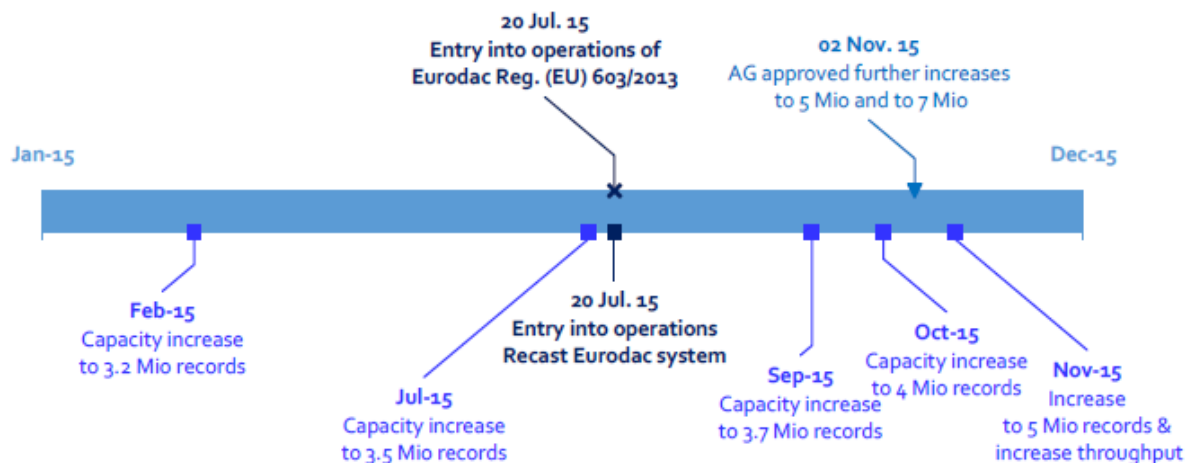 20 Jul. 15
Entry into operations of
Eurodac Reg. (EU) 603/2013
02 Nov. 15
AG approved further increases
to 5 Mio and to 7 Mio
Jan-15
Dec-15
Feb-15
Capacity increase
to 3.2 Mio records
Jul-15
Capacity increase
to 3.5 Mio records
20 Jul. 15
Entry into operations
Recast Eurodac system
Sep-15
Capacity increase
to 3.7 Mio records
Oct-15
Capacity increase
to 4 Mio records
Nov-15
Increase
to 5 Mio records &
increase throughput